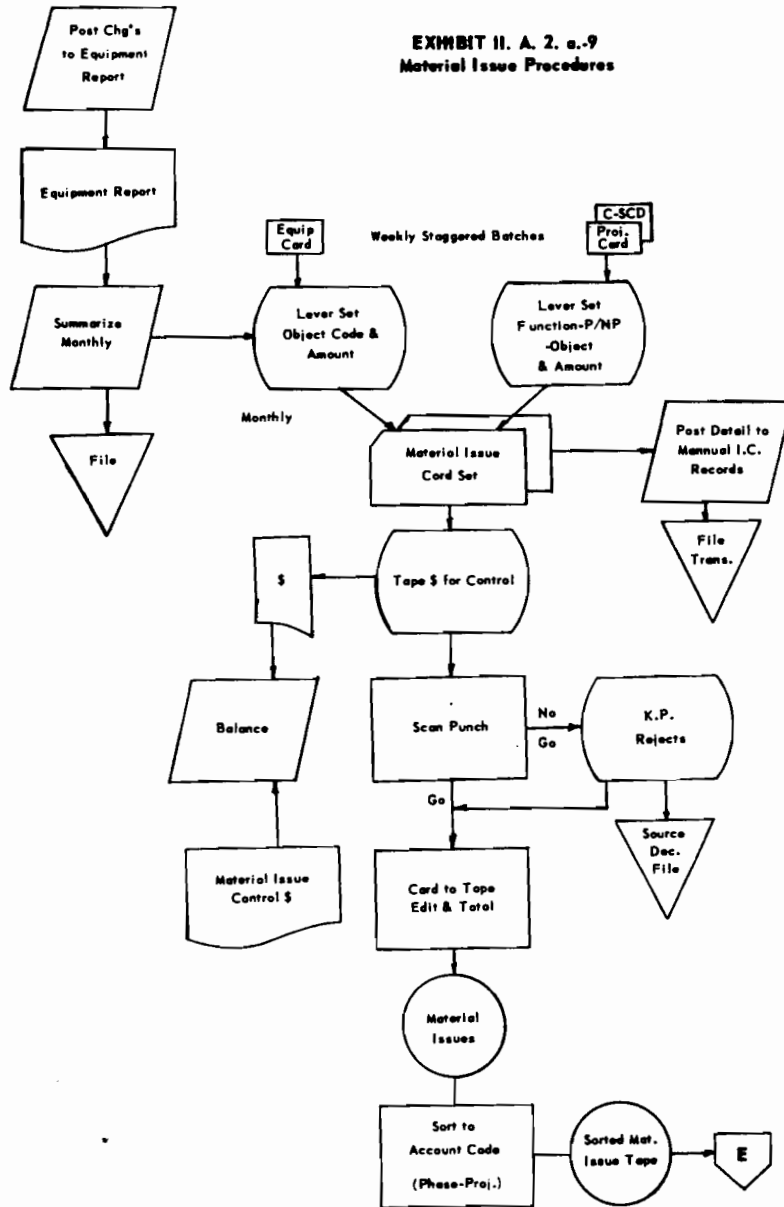 EXHIBIT II. A. 2. a.-9
Material Issue Procedures
Post Chg's
to Equipment
Report
Equipment Report
Equip
Card
Weekly Staggered Batches
C-SCD
Proj.
Card
Summarize
Monthly
Lever Set
Object Code &
Amount
Lever Set
Function-P/NP
-Object
& Amount
File
Monthly
Material Issue
Card Set
Post Detail to
Mannual I.C.
Records
File
Trans.
$
Tape $ for Control
Balance
Scan Punch
No
Go
K.P.
Rejects
Go
Source
Dec.
File
Material Issue
Control $
Card to Tape
Edit & Total
Material
Issues
Sort to
Account Code
(Phase-Proj.)
Sorted Mat.
Issue Tape
E